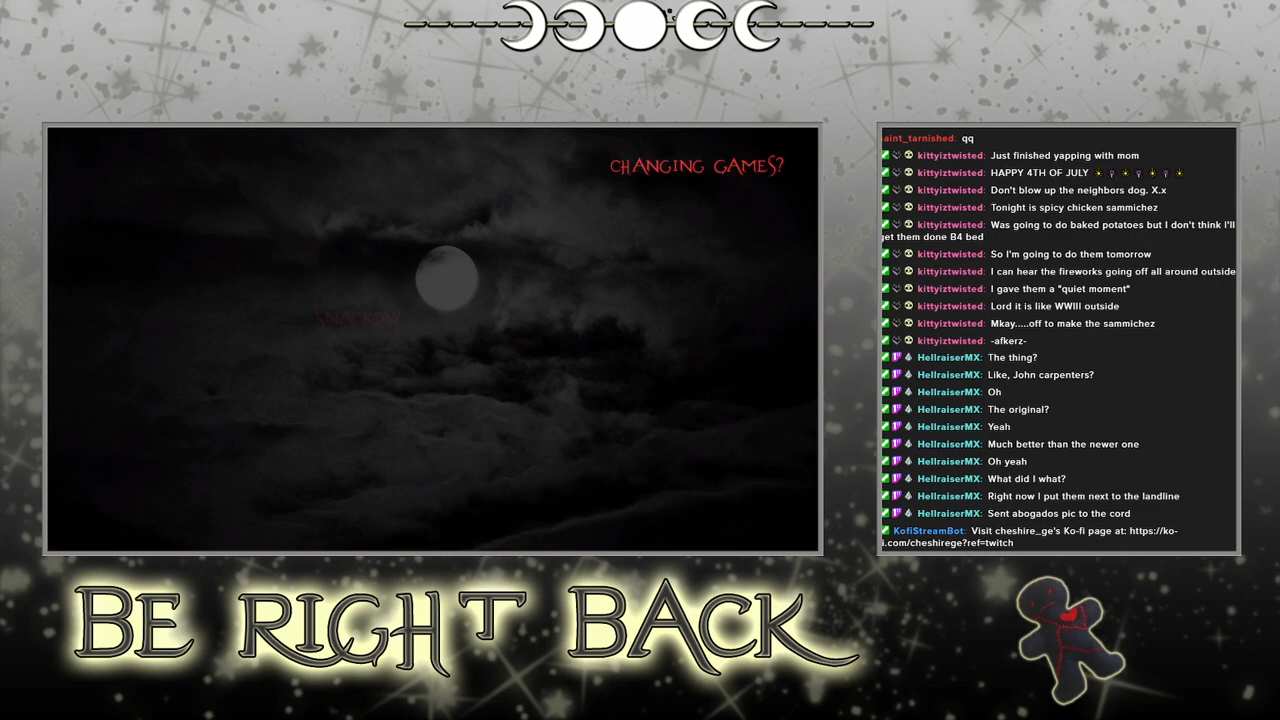 CHANGING GAMES?
SNACKOS?
BE RIGHT BACK
aint_tarnished: qq
kittyiztwisted: Just finished yapping with mom
kittyiztwisted: HAPPY 4TH OF JULY
kittyiztwisted: Don't blow up the neighbors dog. X.x
kittyiztwisted: Tonight is spicy chicken sammichez
kittyiztwisted: Was going to do baked potatoes but I don't think I'll
get them done B4 bed
kittyiztwisted: So I'm going to do them tomorrow
kittyiztwisted: I can hear the fireworks going off all around outside
kittyiztwisted: I gave them a "quiet moment"
kittyiztwisted: Lord it is like WWIII outside
kittyiztwisted: Mkay.....off to make the sammichez
kittyiztwisted: -afkerz-
HellraiserMX: The thing?
HellraiserMX: Like, John carpenters?
HellraiserMX: Oh
HellraiserMX: The original?
HellraiserMX: Yeah
HellraiserMX: Much better than the newer one
HellraiserMX: Oh yeah
HellraiserMX: What did I what?
HellraiserMX: Right now I put them next to the landline
HellraiserMX: Sent abogados pic to the cord
KofiStreamBot: Visit cheshire_ge's Ko-fi page at: https://ko-
i.com/cheshirege?ref=twitch